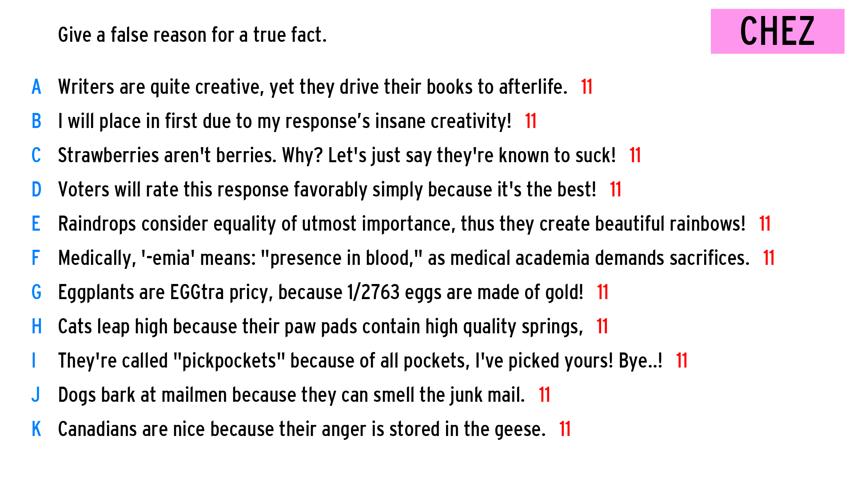 Give a false reason for a true fact.
CHEZ
A Writers are quite creative, yet they drive their books to afterlife. 11
B I will place in first due to my response’s insane creativity! 11
C Strawberries aren't berries. Why? Let's just say they're known to suck! 11
D Voters will rate this response favorably simply because it's the best! 11
E Raindrops consider equality of utmost importance, thus they create beautiful rainbows! 11
F Medically, '-emia' means: "presence in blood," as medical academia demands sacrifices. 11
G Eggplants are EGGtra pricy, because 1/2763 eggs are made of gold! 11
H Cats leap high because their paw pads contain high quality springs, 11
I They're called "pickpockets" because of all pockets, I've picked yours! Bye..! 11
J Dogs bark at mailmen because they can smell the junk mail. 11
K Canadians are nice because their anger is stored in the geese. 11